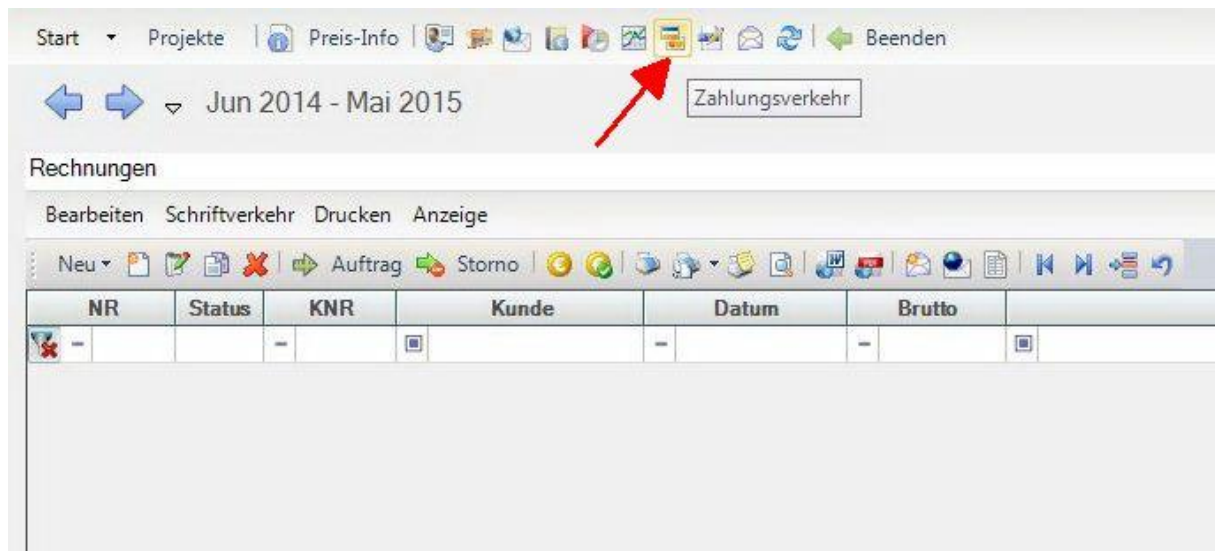 Start Projekte Preis-Info Beenden
Jun 2014 - Mai 2015
Zahlungsverkehr
Rechnungen
Bearbeiten Schriftverkehr Drucken Anzeige
Neu Auftrag Storno
NR Status KNR Kunde Datum Brutto